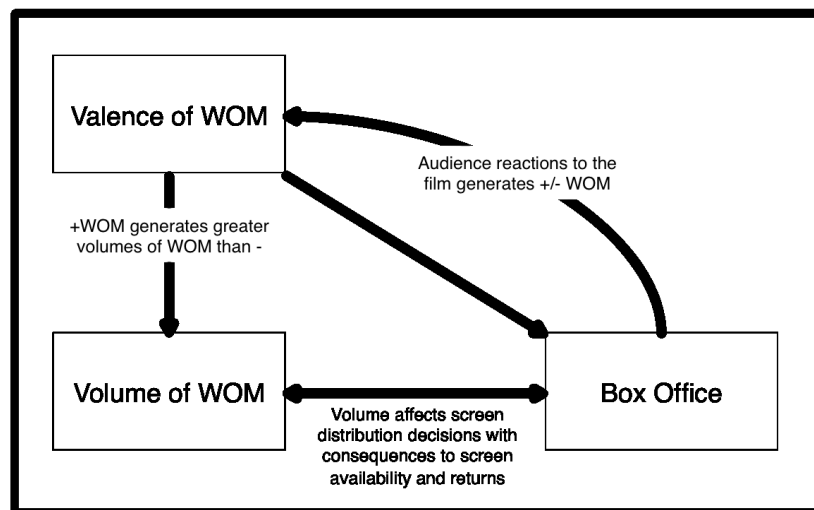 Valence of WOM
Audience reactions to the
film generates +/- WOM
+WOM generates greater
volumes of WOM than -
Volume of WOM
Box Office
Volume affects screen
distribution decisions with
consequences to screen
availability and returns